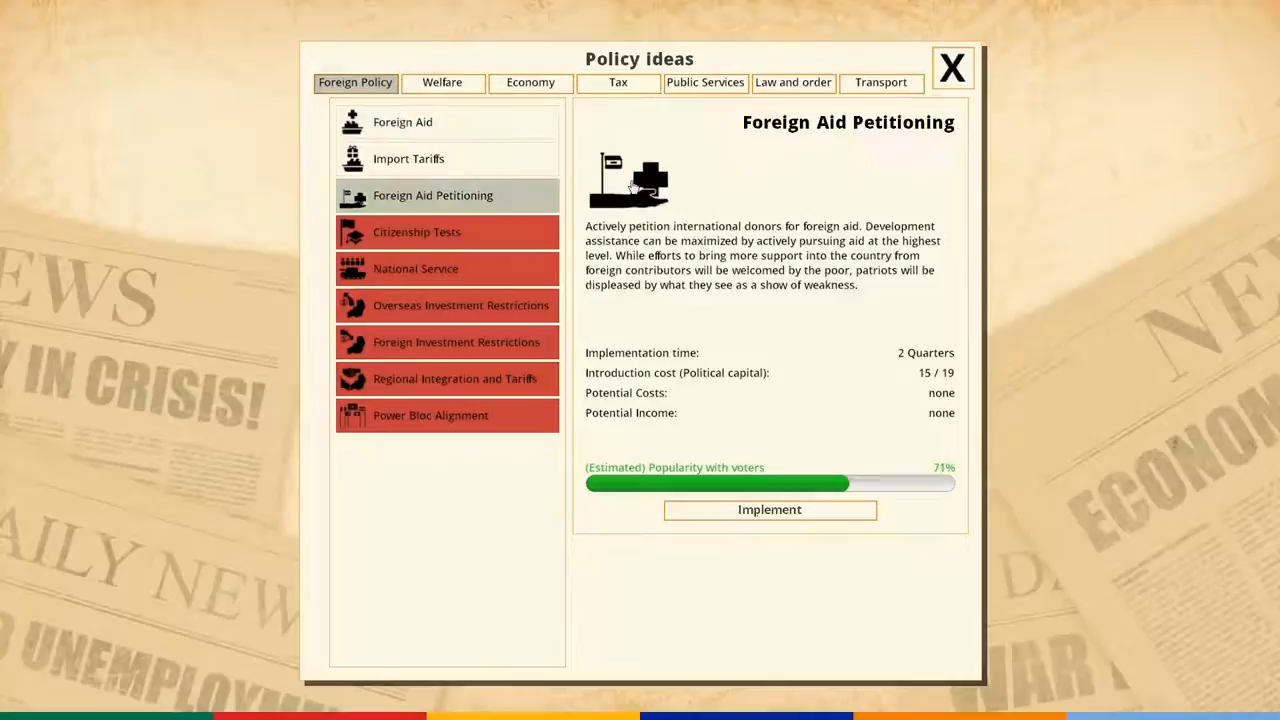 Policy ideas
X
Foreign Policy
Welfare
Economy
Tax
Public Services
Law and order
Transport
Foreign Aid
Import Tariffs
Foreign Aid Petitioning
Citizenship Tests
National Service
Overseas Investment Restrictions
Foreign Investment Restrictions
Regional Integration and Tariffs
Power Bloc Alignment
Foreign Aid Petitioning
Actively petition international donors for foreign aid. Development
assistance can be maximized by actively pursuing aid at the highest
level. While efforts to bring more support into the country from
foreign contributors will be welcomed by the poor, patriots will be
displeased by what they see as a show of weakness.
Implementation time: 2 Quarters
Introduction cost (Political capital): 15 / 19
Potential Costs: none
Potential Income: none
(Estimated) Popularity with voters 71%
Implement
EWS
IN CRISIS!
AILY NEW
UNEMPLOYM
NE
ECONOM
WAR